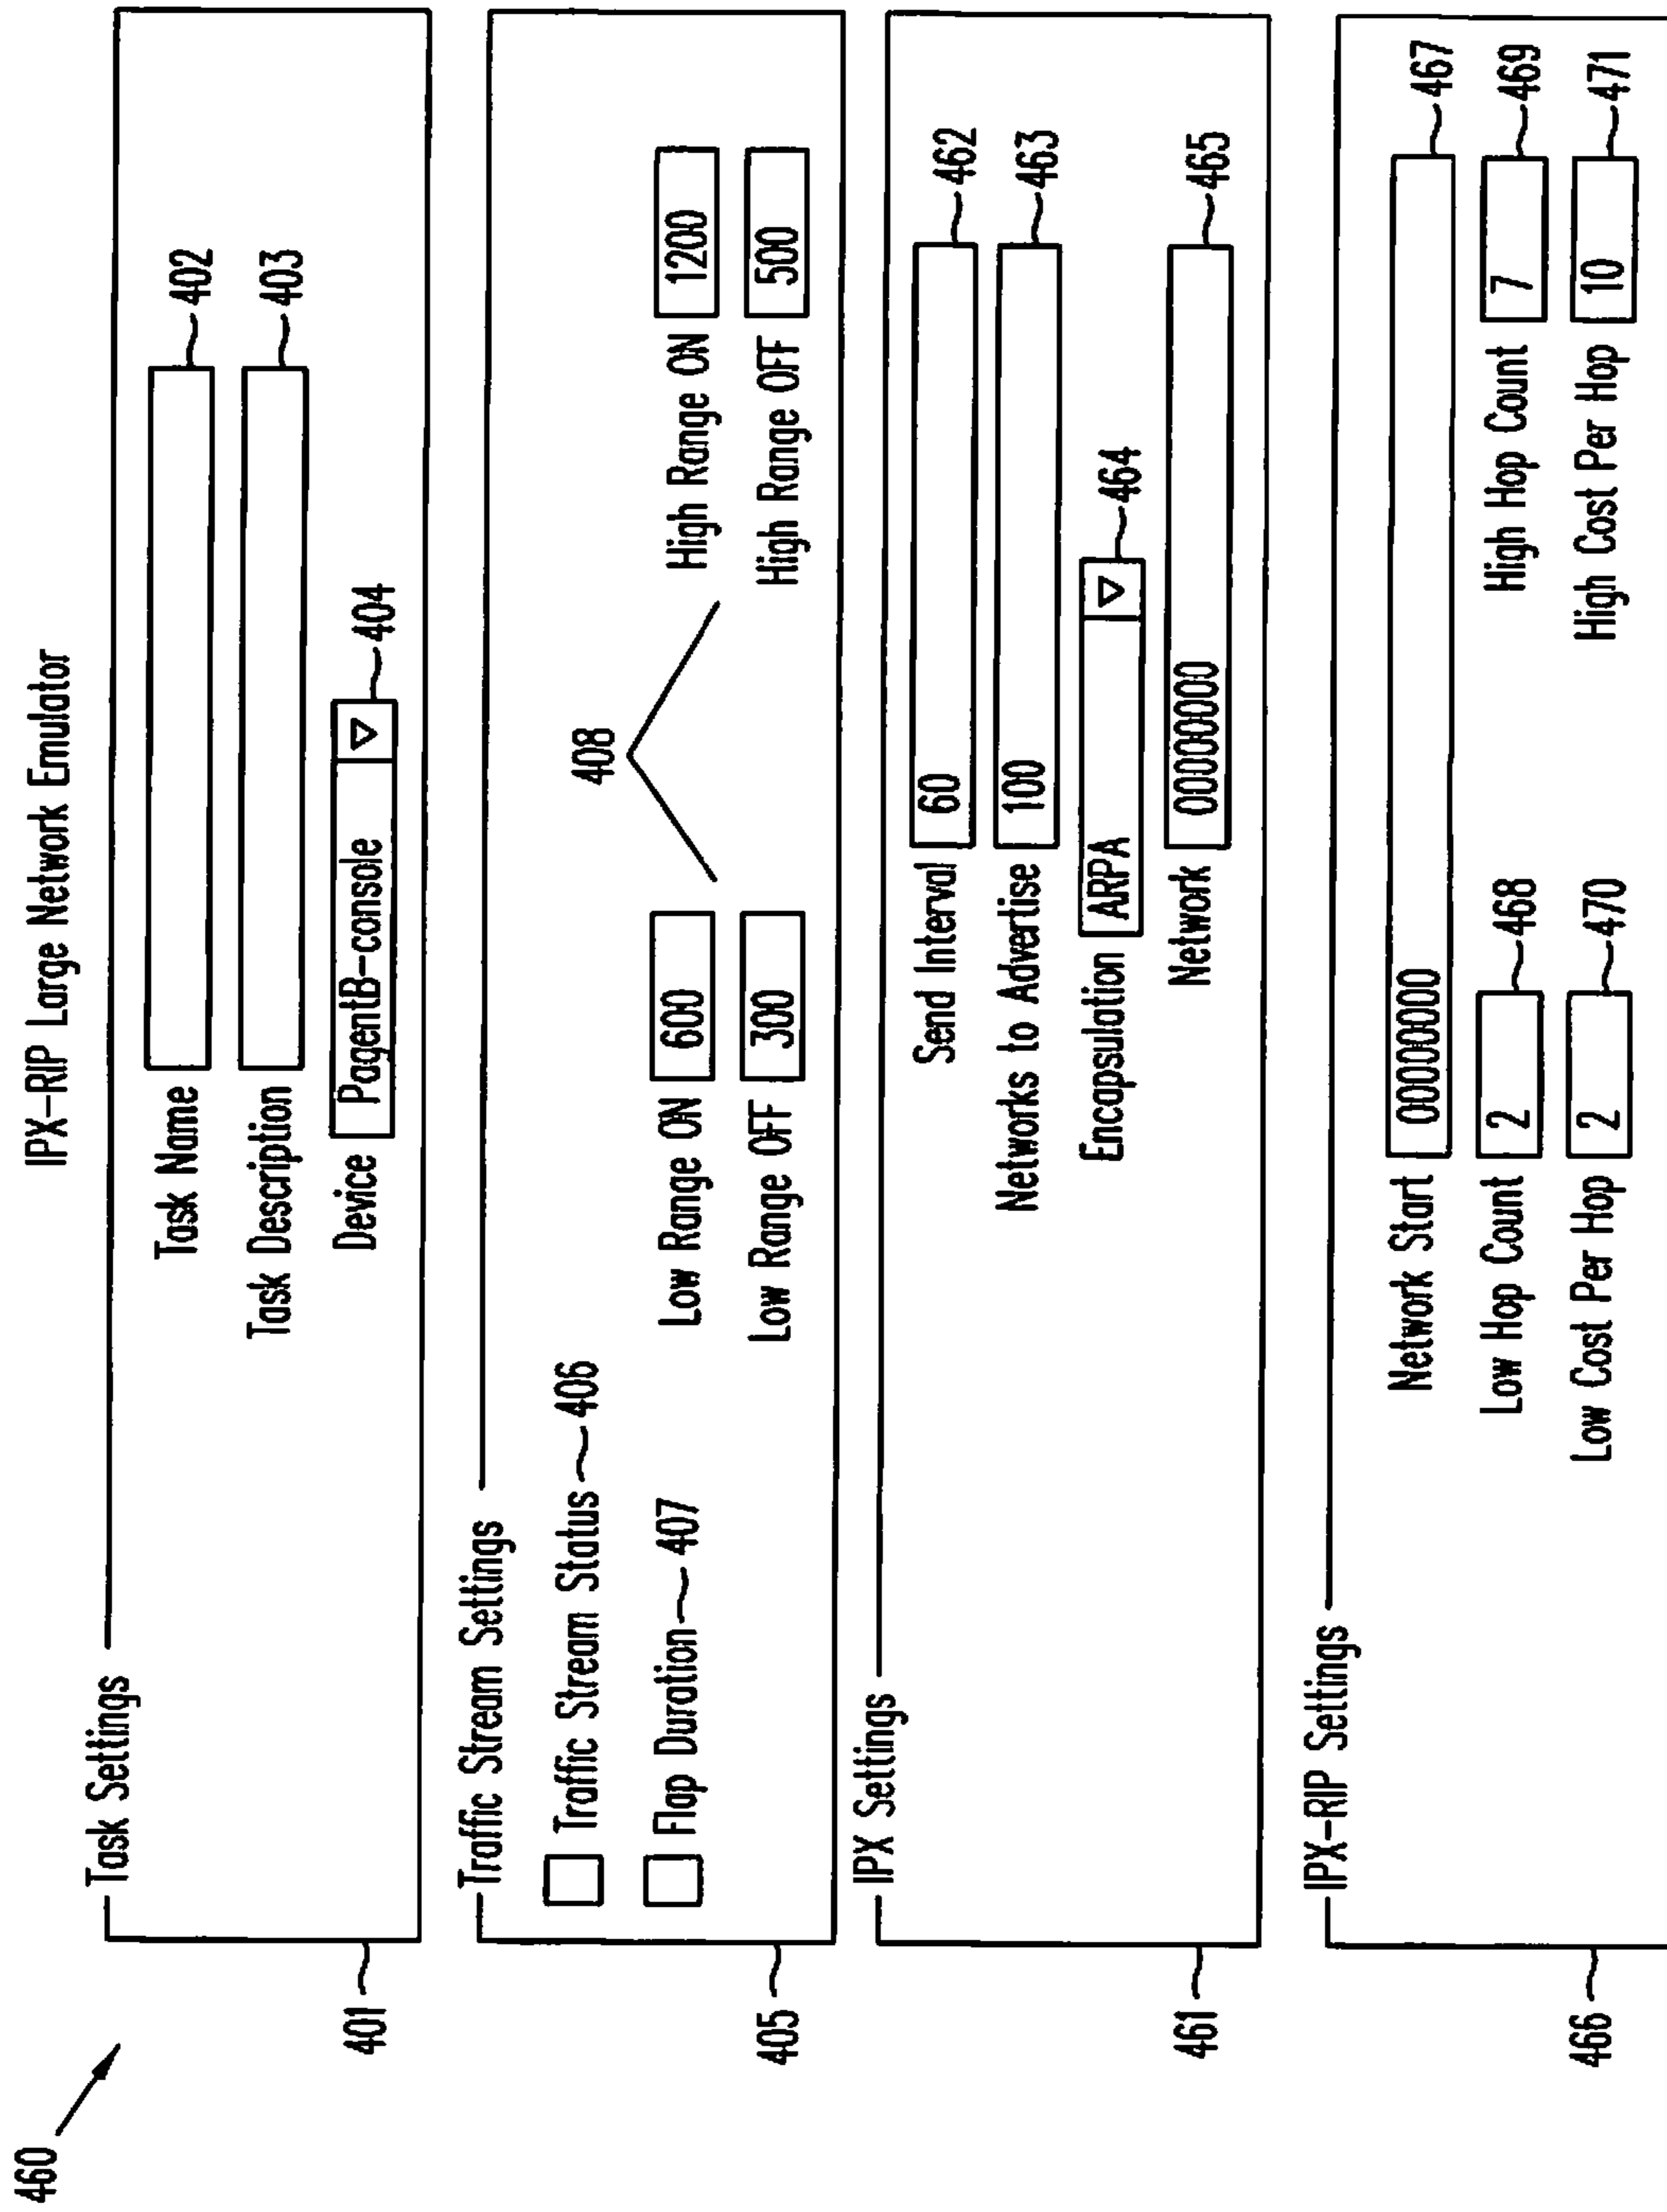 460
IPX-RIP Large Network Emulator
Task Settings
401
Task Name 402
Task Description 403
Device PagentB-console 404
Traffic Stream Settings
405
Traffic Stream Status 406
Flap Duration 407
408
Low Range ON 600 High Range ON 1200
Low Range OFF 300 High Range OFF 500
IPX Settings
461
Send Interval 60 462
Networks to Advertise 100 463
Encapsulation ARPA 464
Network 00000000 465
IPX-RIP Settings
466
Network Start 00000000 467
Low Hop Count 2 468 High Hop Count 7 469
Low Cost Per Hop 2 470 High Cost Per Hop 10 471